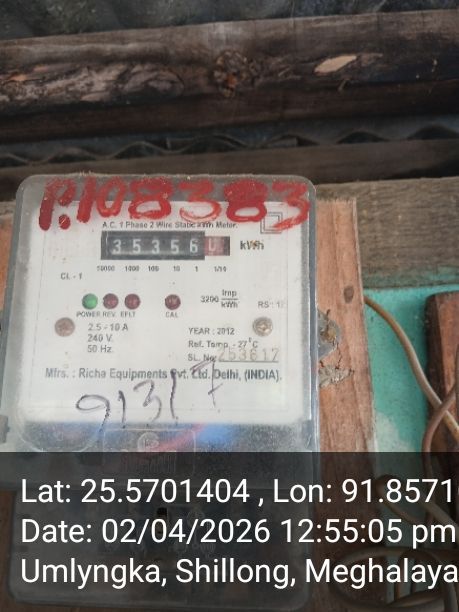 P.108383
A.C. 1 Phase 2 Wire Static kWh Meter.
35356 kWh
10000 1000 100 10 1 1/10
CL - 1
3200 Imp/kWh
RS :
POWER REV. EFLT CAL
2.5 - 10 A
240 V.
50 Hz.
YEARː 2012
Ref. Temp. - 27°C
SL. No. 253617
Mfrs. : Richa Equipments Pvt. Ltd. Delhi, (INDIA).
Lat: 25.5701404 , Lon: 91.8571
Date: 02/04/2026 12:55:05 pm
Umlyngka, Shillong, Meghalaya